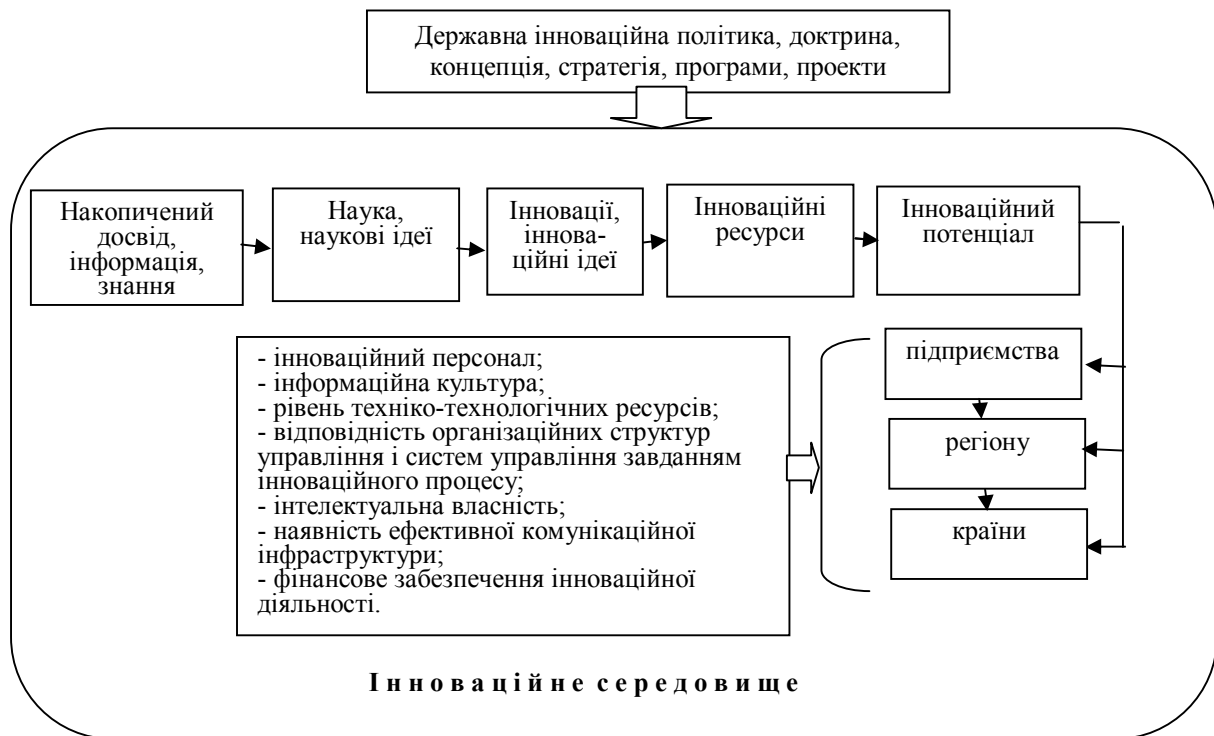 Державна інноваційна політика, доктрина,
концепція, стратегія, програми, проекти
Накопичений
досвід,
інформація,
знання
Наука,
наукові ідеї
Інновації,
іннова-
ційні ідеї
Інноваційні
ресурси
Інноваційний
потенціал
- інноваційний персонал;
- інформаційна культура;
- рівень техніко-технологічних ресурсів;
- відповідність організаційних структур
управління і систем управління завданням
інноваційного процесу;
- інтелектуальна власність;
- наявність ефективної комунікаційної
інфраструктури;
- фінансове забезпечення інноваційної
діяльності.
підприємства
регіону
країни
І н н о в а ц і й н е с е р е д о в и щ е